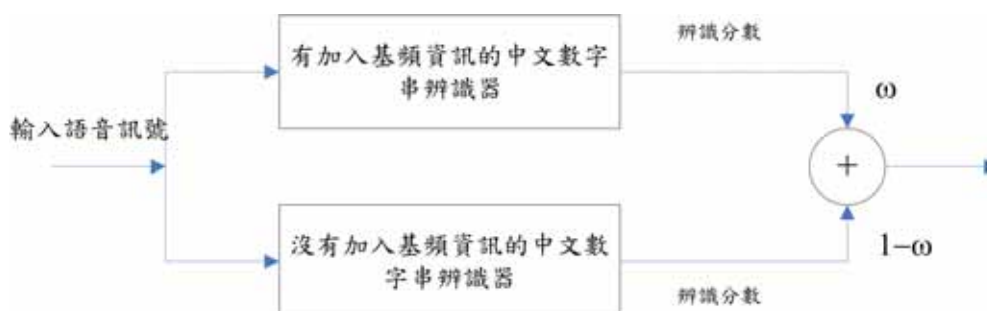 辨識分數
有加入基頻資訊的中文數字
串辨識器
ω
輸入語音訊號
+
沒有加入基頻資訊的中文數
字串辨識器
1−ω
辨識分數